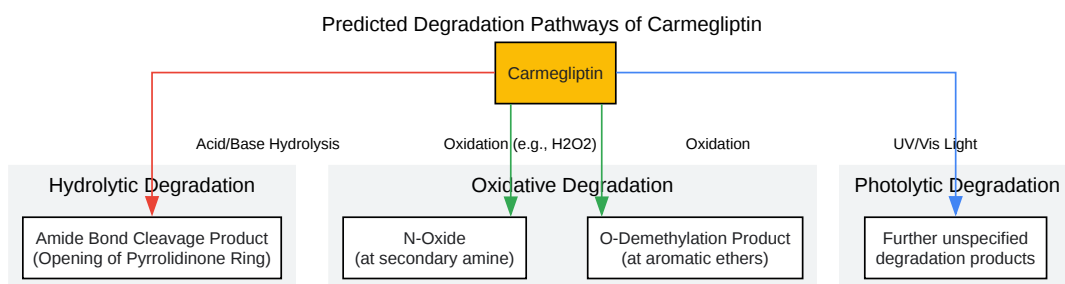 Predicted Degradation Pathways of Carmegliptin
Carmegliptin
Acid/Base Hydrolysis
Oxidation (e.g., H2O2)
Oxidation
UV/Vis Light
Hydrolytic Degradation
Oxidative Degradation
Photolytic Degradation
Amide Bond Cleavage Product
(Opening of Pyrrolidinone Ring)
N-Oxide
(at secondary amine)
O-Demethylation Product
(at aromatic ethers)
Further unspecified
degradation products